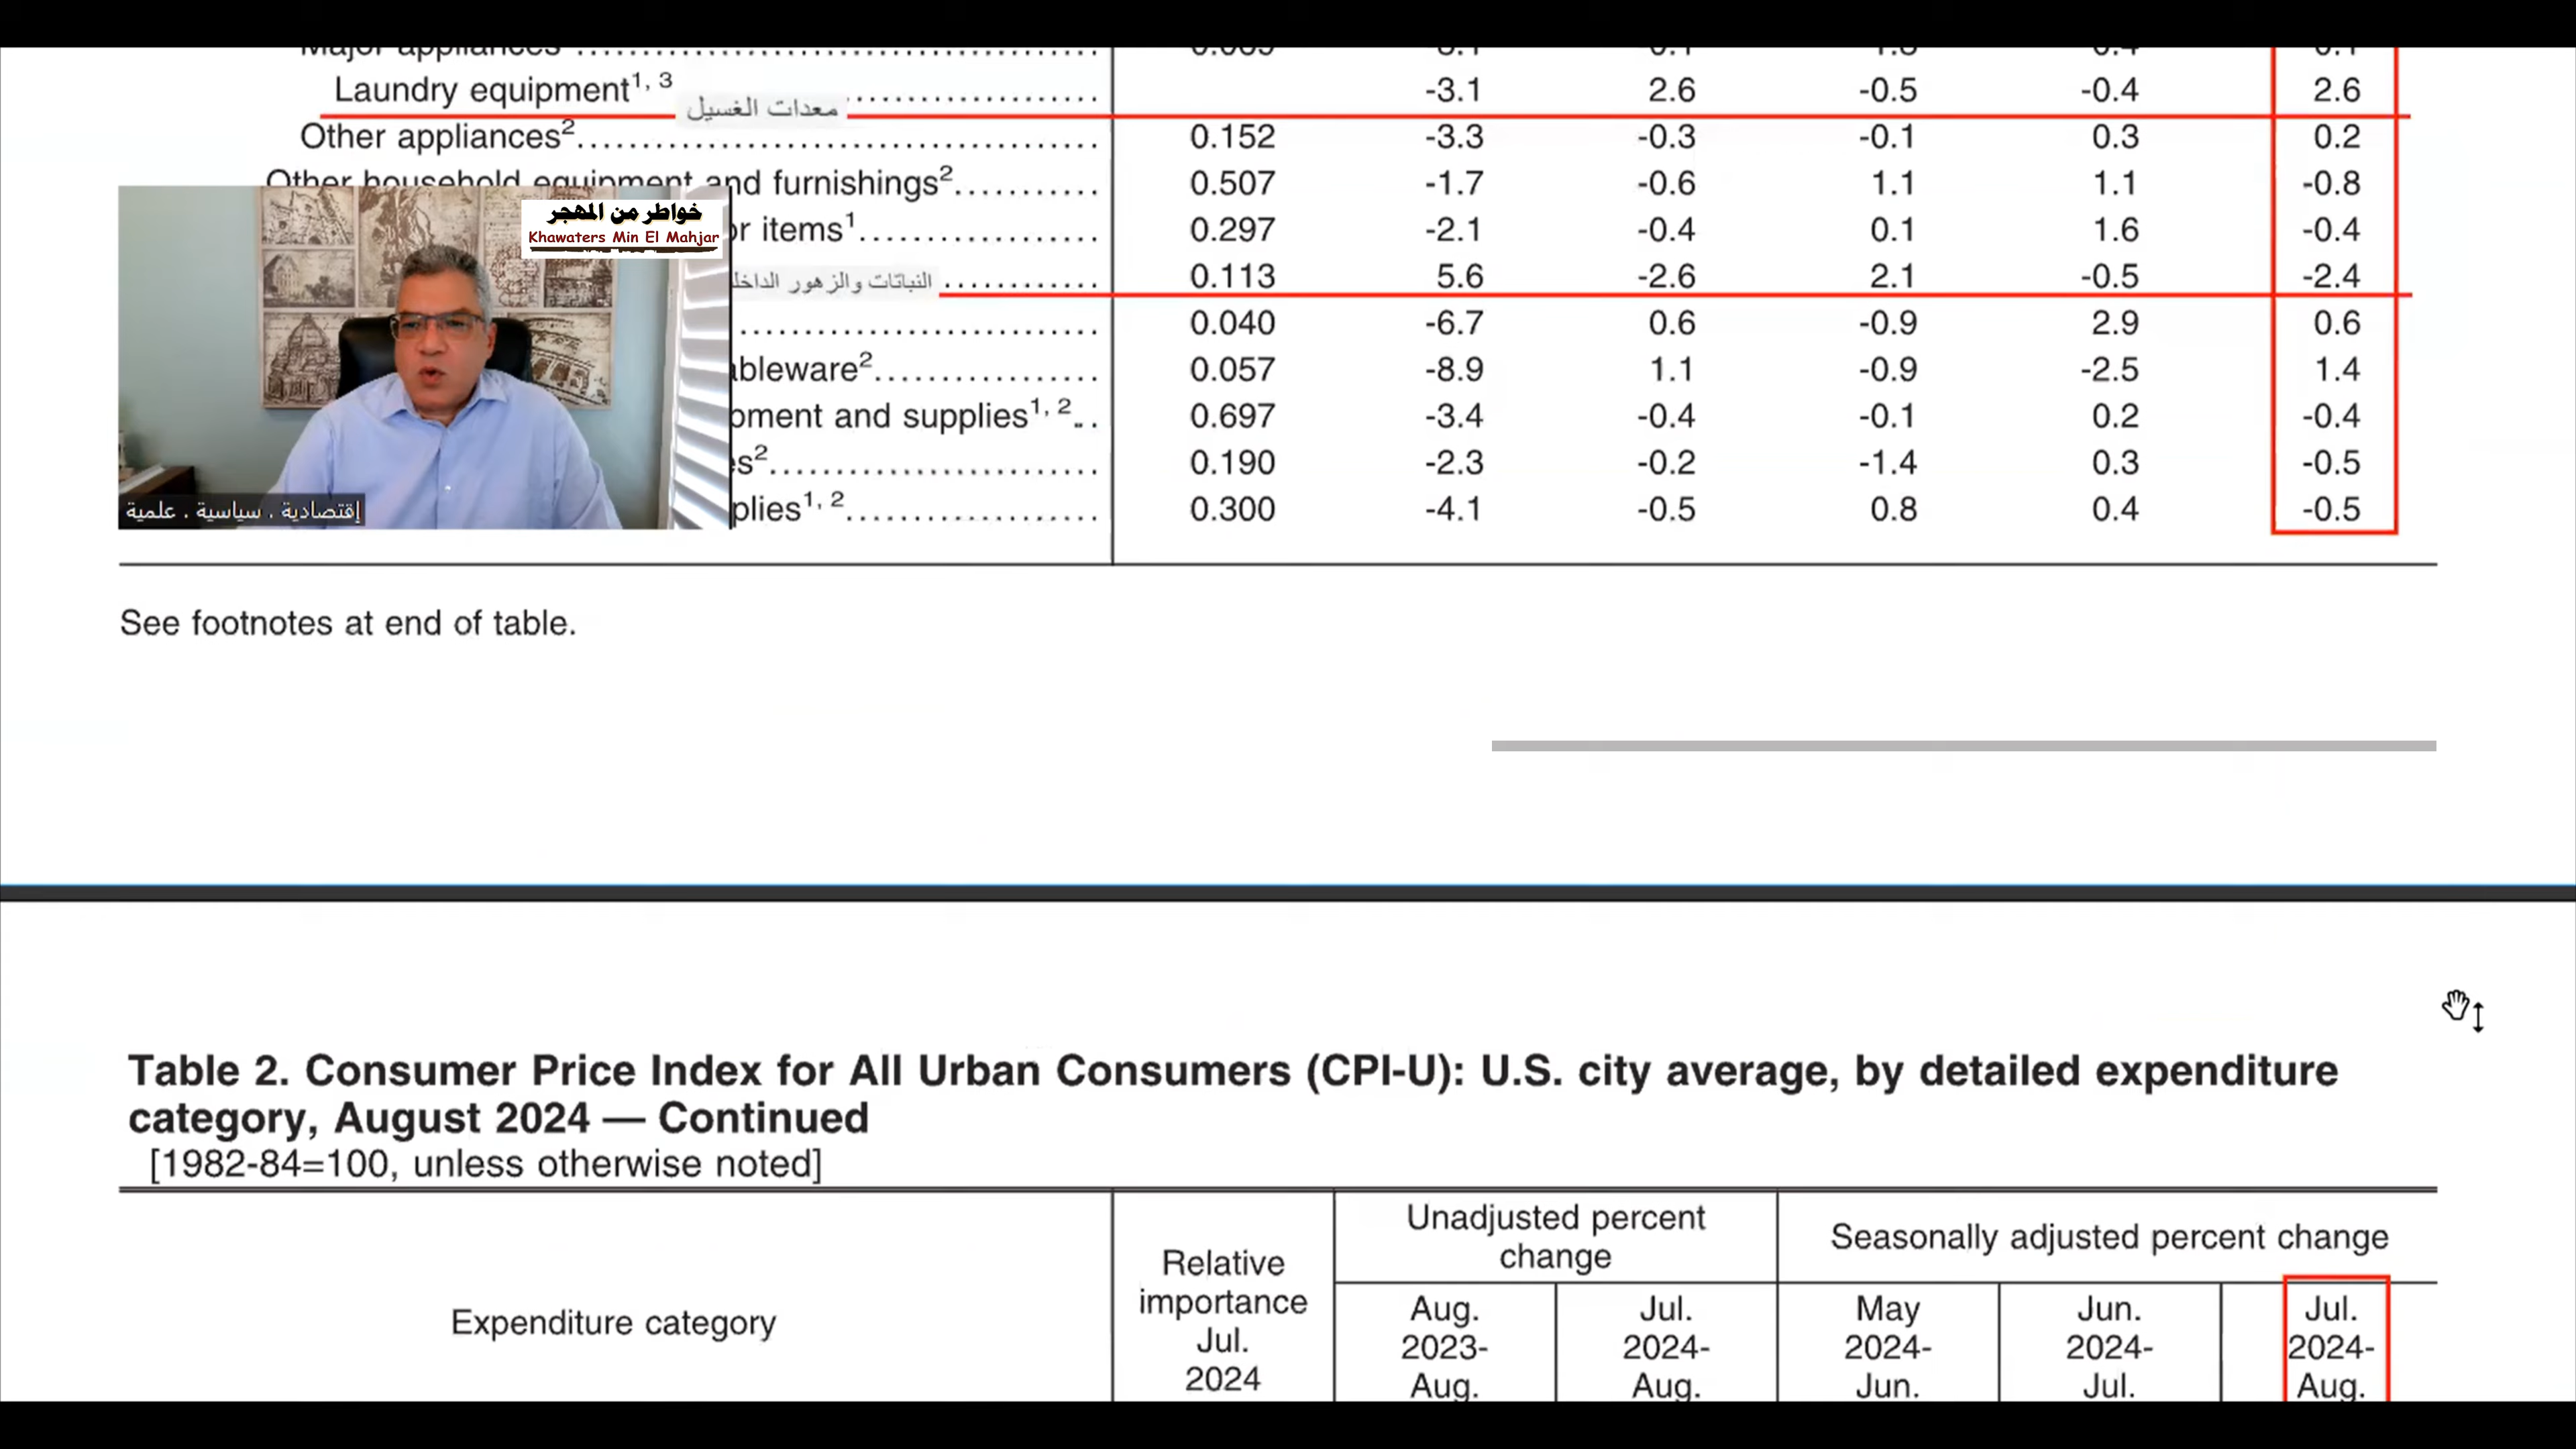 Major appliances
Laundry equipment1, 3 ........ -3.1 2.6 -0.5 -0.4 2.6
معدات الغسيل
Other appliances2........ 0.152 -3.3 -0.3 -0.1 0.3 0.2
Other household equipment and furnishings2........ 0.507 -1.7 -0.6 1.1 1.1 -0.8
or items1........ 0.297 -2.1 -0.4 0.1 1.6 -0.4
النباتات والزهور ........ 0.113 5.6 -2.6 2.1 -0.5 -2.4
........ 0.040 -6.7 0.6 -0.9 2.9 0.6
ableware2........ 0.057 -8.9 1.1 -0.9 -2.5 1.4
pment and supplies1, 2.. 0.697 -3.4 -0.4 -0.1 0.2 -0.4
es2........ 0.190 -2.3 -0.2 -1.4 0.3 -0.5
plies1, 2........ 0.300 -4.1 -0.5 0.8 0.4 -0.5
خواطر من المهجر
Khawaters Min El Mahjar
إقتصادية . سياسية . علمية
See footnotes at end of table.
Table 2. Consumer Price Index for All Urban Consumers (CPI-U): U.S. city average, by detailed expenditure
category, August 2024 — Continued
[1982-84=100, unless otherwise noted]
Expenditure category
Relative
importance
Jul.
2024
Unadjusted percent
change
Seasonally adjusted percent change
Aug.
2023-
Aug.
Jul.
2024-
Aug.
May
2024-
Jun.
Jun.
2024-
Jul.
Jul.
2024-
Aug.